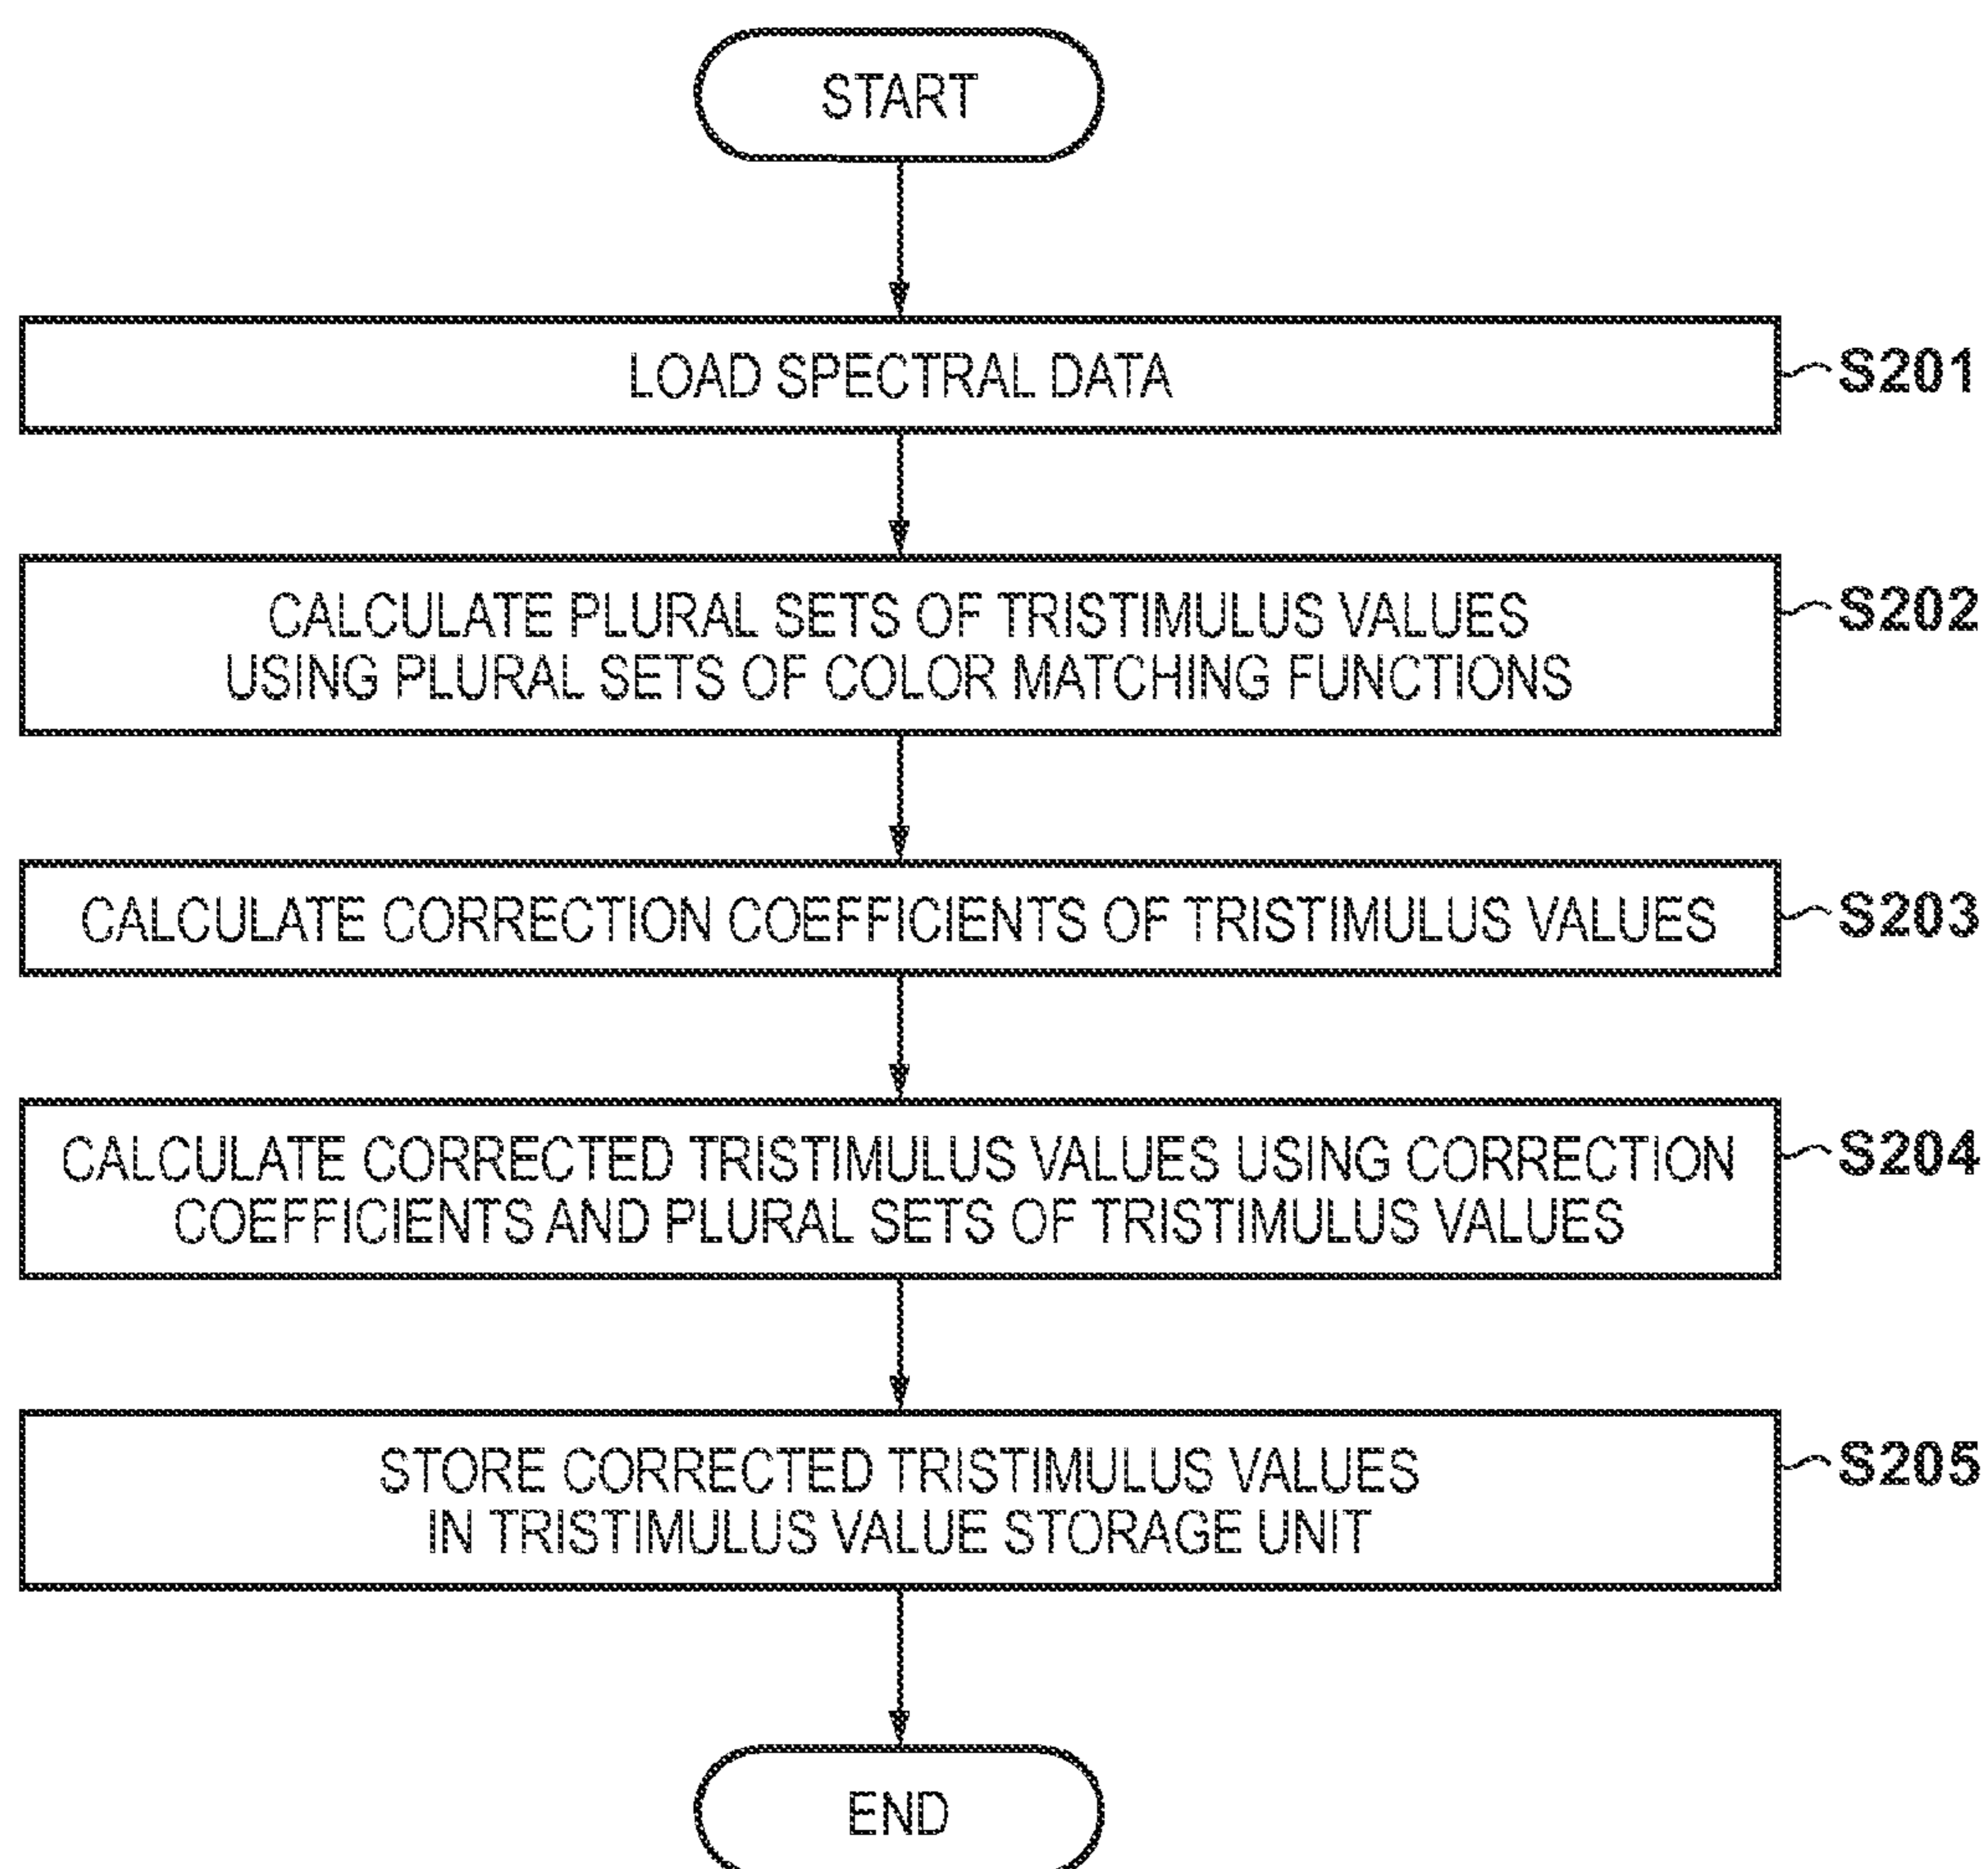 START
LOAD SPECTRAL DATA
S201
CALCULATE PLURAL SETS OF TRISTIMULUS VALUES
USING PLURAL SETS OF COLOR MATCHING FUNCTIONS
S202
CALCULATE CORRECTION COEFFICIENTS OF TRISTIMULUS VALUES
S203
CALCULATE CORRECTED TRISTIMULUS VALUES USING CORRECTION
COEFFICIENTS AND PLURAL SETS OF TRISTIMULUS VALUES
S204
STORE CORRECTED TRISTIMULUS VALUES
IN TRISTIMULUS VALUE STORAGE UNIT
S205
END